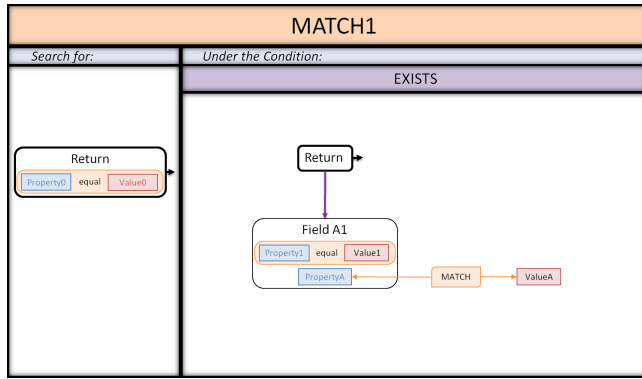 MATCH1
Search for:
Under the Condition:
EXISTS
Return
Property0 equal Value0
Return
Field A1
Property1 equal Value1
PropertyA MATCH ValueA